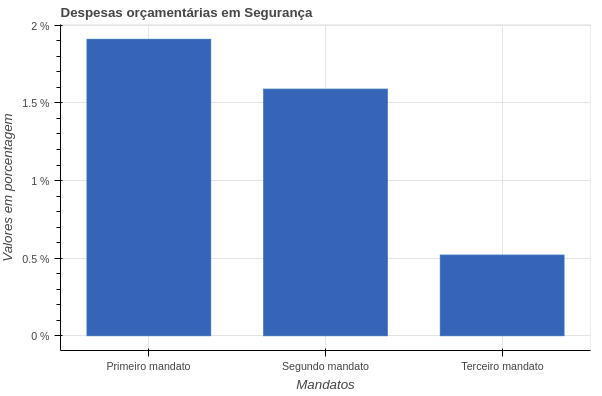 Despesas orçamentárias em Segurança
2 %
1.5 %
1 %
0.5 %
0 %
Valores em porcentagem
Primeiro mandato
Segundo mandato
Terceiro mandato
Mandatos